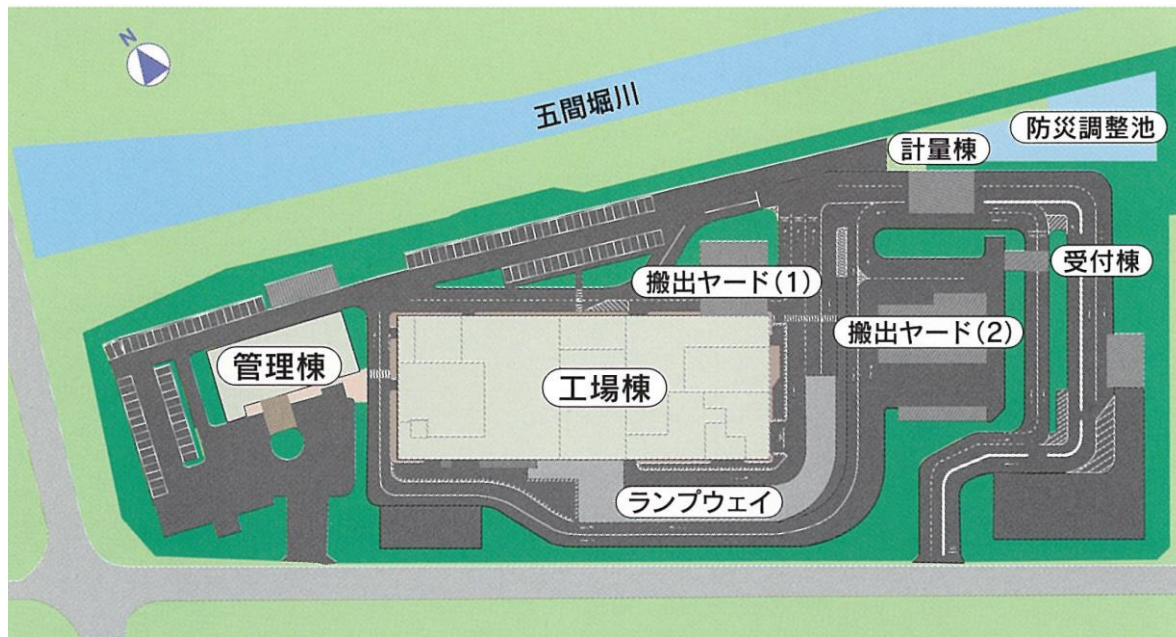 N
五間堀川
防災調整池
計量棟
受付棟
搬出ヤード(1)
搬出ヤード(2)
管理棟
工場棟
ランプウェイ